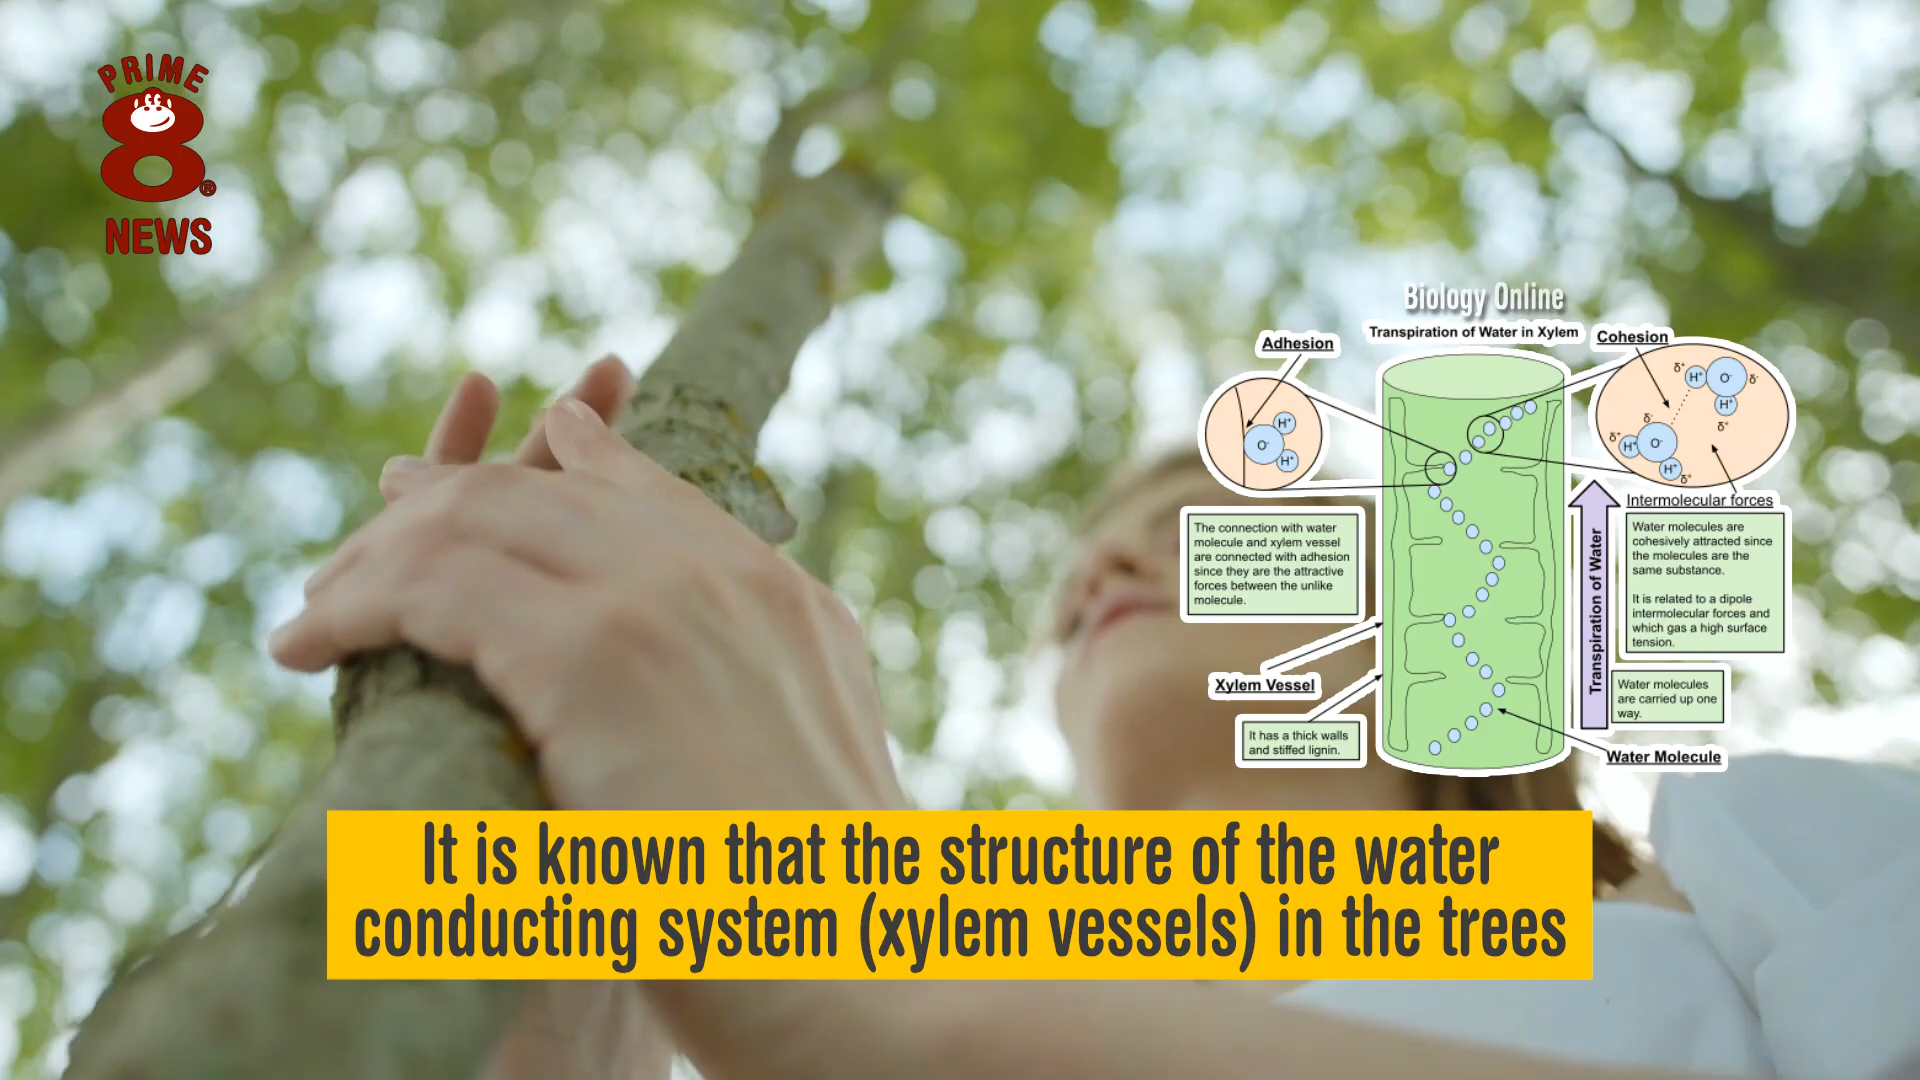 PRIME
8®
NEWS
Biology Online
Transpiration of Water in Xylem
Adhesion
Cohesion
H⁺
O⁻
H⁺
δ⁺
H⁺
O⁻
δ⁻
H⁺
δ⁺
δ⁻
δ⁺
H⁺
O⁻
H⁺
δ⁺
Intermolecular forces
The connection with water
molecule and xylem vessel
are connected with adhesion
since they are the attractive
forces between the unlike
molecule.
Water molecules are
cohesively attracted since
the molecules are the
same substance.
It is related to a dipole
intermolecular forces and
which gas a high surface
tension.
Transpiration of Water
Xylem Vessel
Water molecules
are carried up one
way.
It has a thick walls
and stiffed lignin.
Water Molecule
It is known that the structure of the water
conducting system (xylem vessels) in the trees